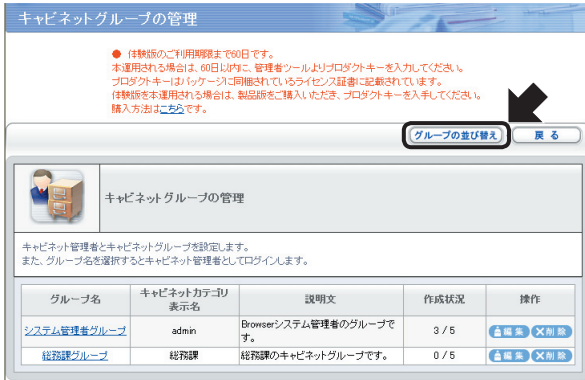 キャビネットグループの管理
● 体験版のご利用期限まで60日です。
本運用される場合は、60日以内に、管理者ツールよりプロダクトキーを入力してください。
プロダクトキーはパッケージに同梱されているライセンス証書に記載されています。
体験版を本運用される場合は、製品版をご購入いただき、プロダクトキーを入手してください。
購入方法はこちらです。
グループの並び替え 戻 る
キャビネットグループの管理
キャビネット管理者とキャビネットグループを設定します。
また、グループ名を選択するとキャビネット管理者としてログインします。
グループ名 キャビネットカテゴリ表示名 説明文 作成状況 操作
システム管理者グループ admin Browserシステム管理者のグループです。 3 / 5 編 集 削 除
総務課グループ 総務課 総務課のキャビネットグループです。 0 / 5 編 集 削 除